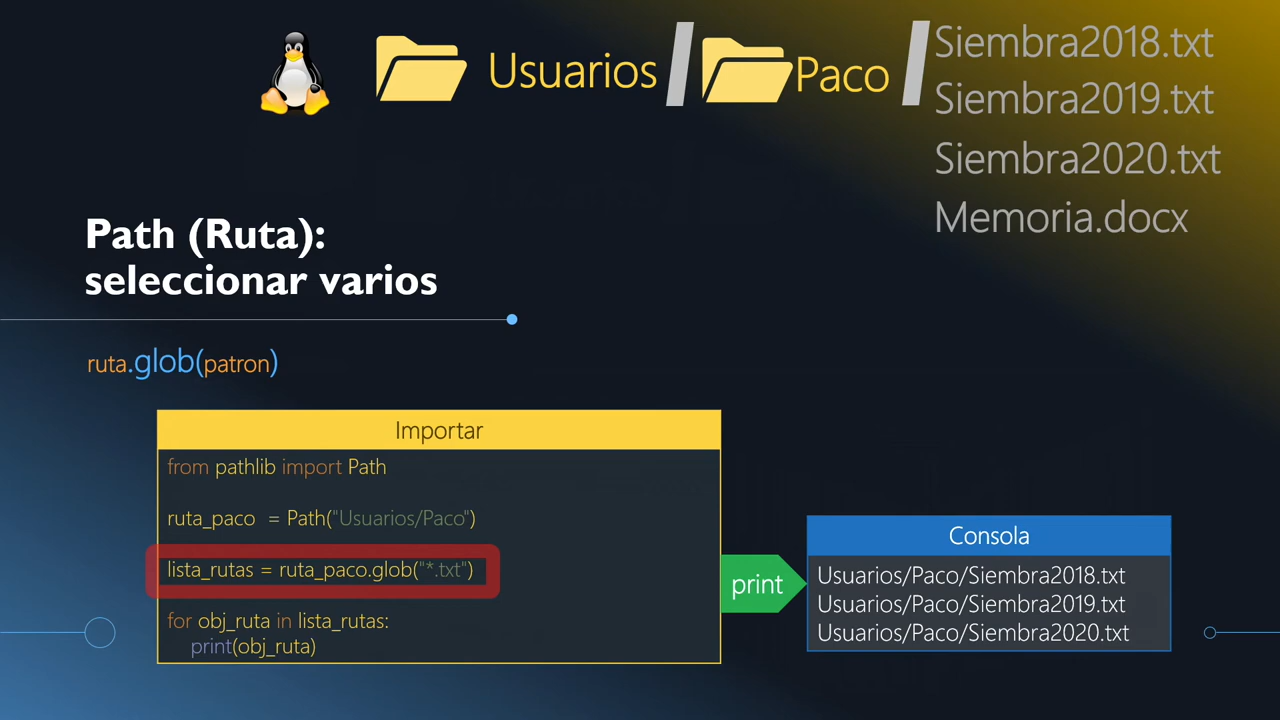 Usuarios/Paco/
Siembra2018.txt
Siembra2019.txt
Siembra2020.txt
Memoria.docx
Path (Ruta):
seleccionar varios
ruta.glob(patron)
Importar
from pathlib import Path
ruta_paco = Path("Usuarios/Paco")
lista_rutas = ruta_paco.glob("*.txt")
for obj_ruta in lista_rutas:
print(obj_ruta)
print
Consola
Usuarios/Paco/Siembra2018.txt
Usuarios/Paco/Siembra2019.txt
Usuarios/Paco/Siembra2020.txt